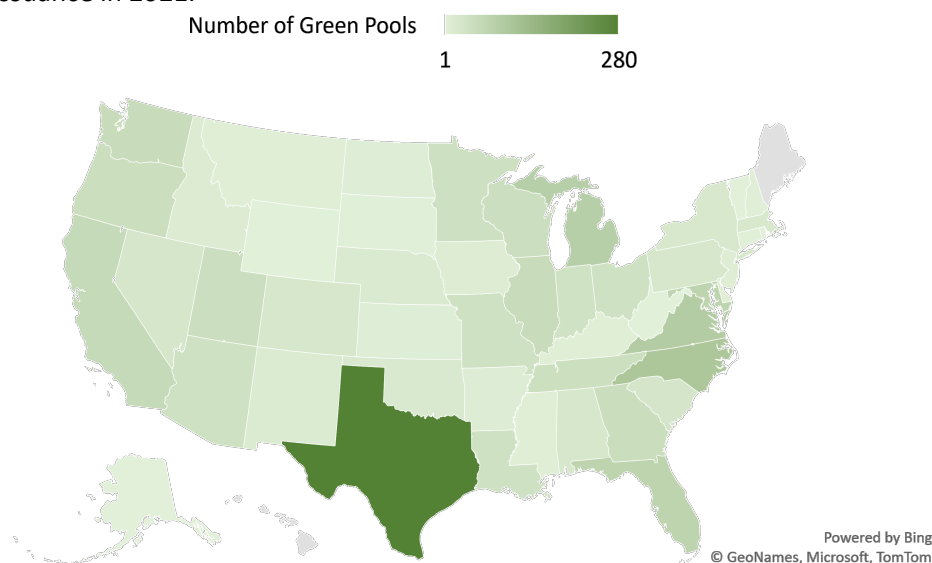 Number of Green Pools
1
280
Powered by Bing
© GeoNames, Microsoft, TomTom